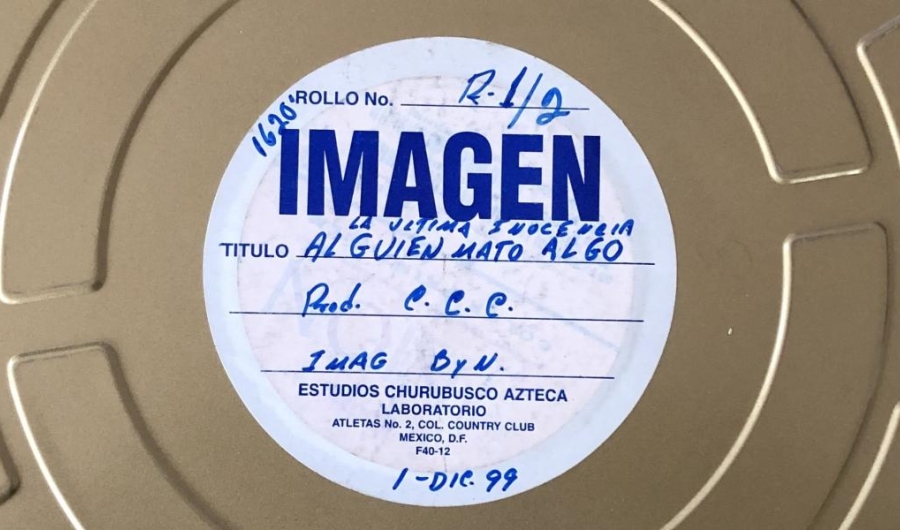 1620'
ROLLO No. R-1/2
IMAGEN
LA ULTIMA INOCENCIA
TITULO ALGUIEN MATO ALGO
Prod. C.C.C.
IMAG ByN.
ESTUDIOS CHURUBUSCO AZTECA
LABORATORIO
ATLETAS No. 2, COL. COUNTRY CLUB
MEXICO, D.F.
F40-12
1-DIC. 99